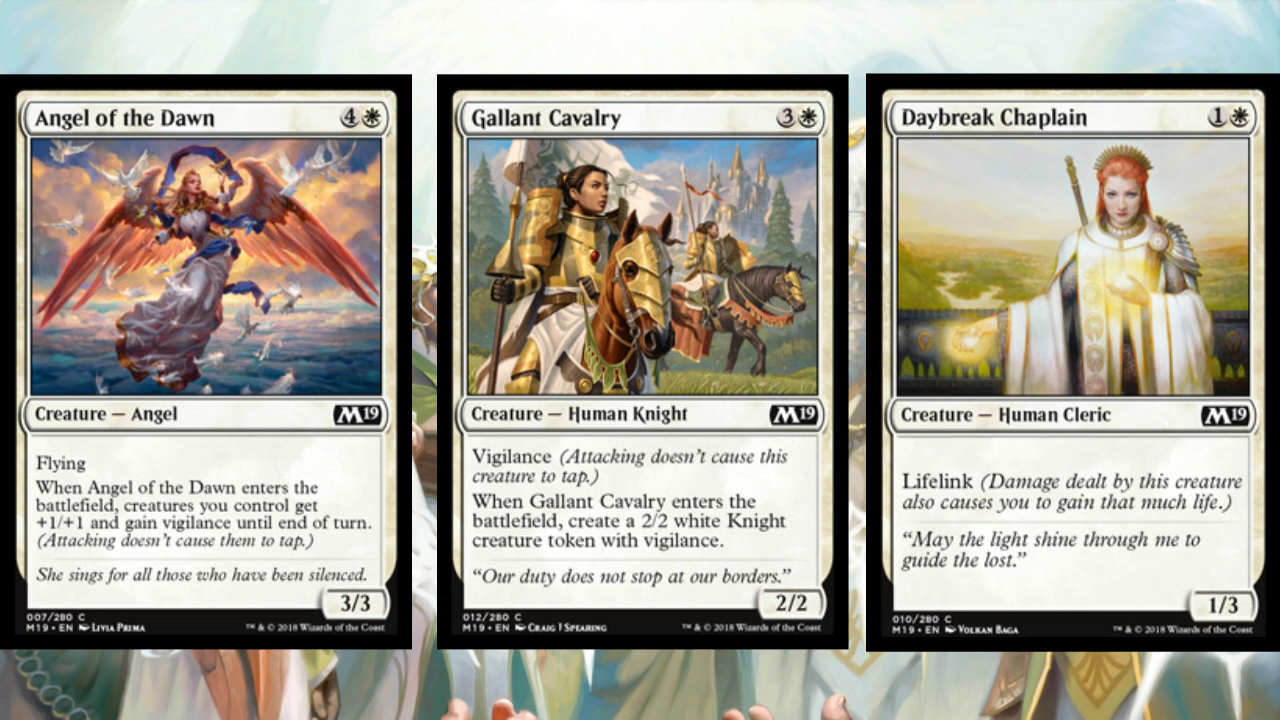 Angel of the Dawn 4
Creature — Angel M19
Flying
When Angel of the Dawn enters the
battlefield, creatures you control get
+1/+1 and gain vigilance until end of turn.
(Attacking doesn't cause them to tap.)
She sings for all those who have been silenced.
3/3
007/280 C
M19 • EN Livia Prima ™ & © 2018 Wizards of the Coast
Gallant Cavalry 3
Creature — Human Knight M19
Vigilance (Attacking doesn't cause this
creature to tap.)
When Gallant Cavalry enters the
battlefield, create a 2/2 white Knight
creature token with vigilance.
“Our duty does not stop at our borders.”
2/2
012/280 C
M19 • EN Craig J Spearing ™ & © 2018 Wizards of the Coast
Daybreak Chaplain 1
Creature — Human Cleric M19
Lifelink (Damage dealt by this creature
also causes you to gain that much life.)
“May the light shine through me to
guide the lost.”
1/3
010/280 C
M19 • EN Volkan Baga ™ & © 2018 Wizards of the Coast